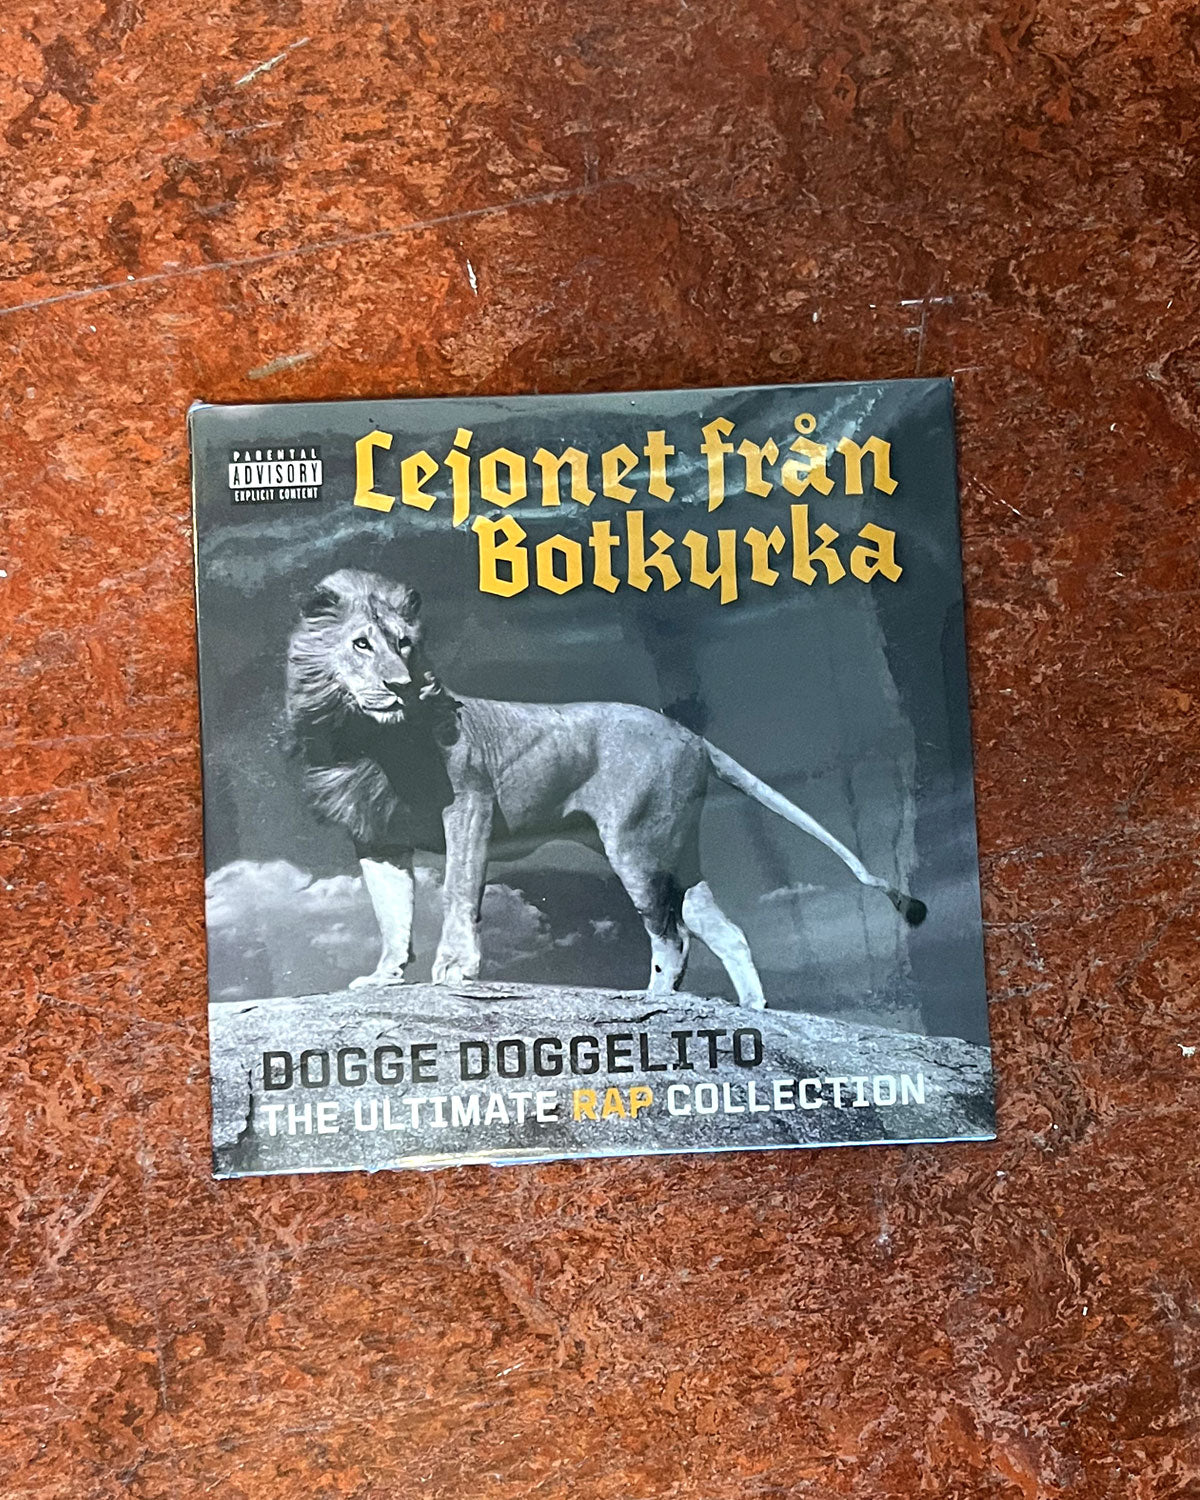 PARENTAL
ADVISORY
EXPLICIT CONTENT
Lejonet från
Botkyrka
DOGGE DOGGELITO
THE ULTIMATE RAP COLLECTION